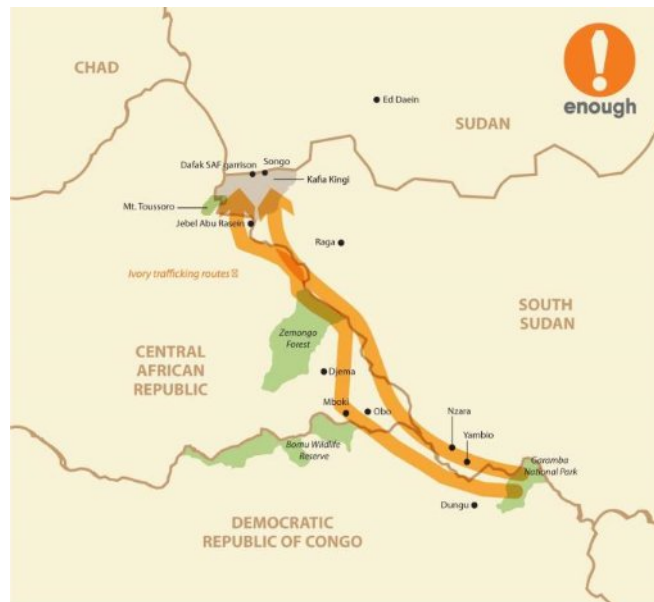 CHAD
enough
Ed Daein
SUDAN
Dafak SAF garrison
Songo
Kafia Kingi
Mt. Toussoro
Jebel Abu Rasein
Raga
Ivory trafficking routes
SOUTH
SUDAN
Zemongo
Forest
CENTRAL
AFRICAN
REPUBLIC
Djema
Mboki
Obo
Nzara
Yambio
Bomu Wildlife
Reserve
Garamba
National Park
Dungu
DEMOCRATIC
REPUBLIC OF CONGO